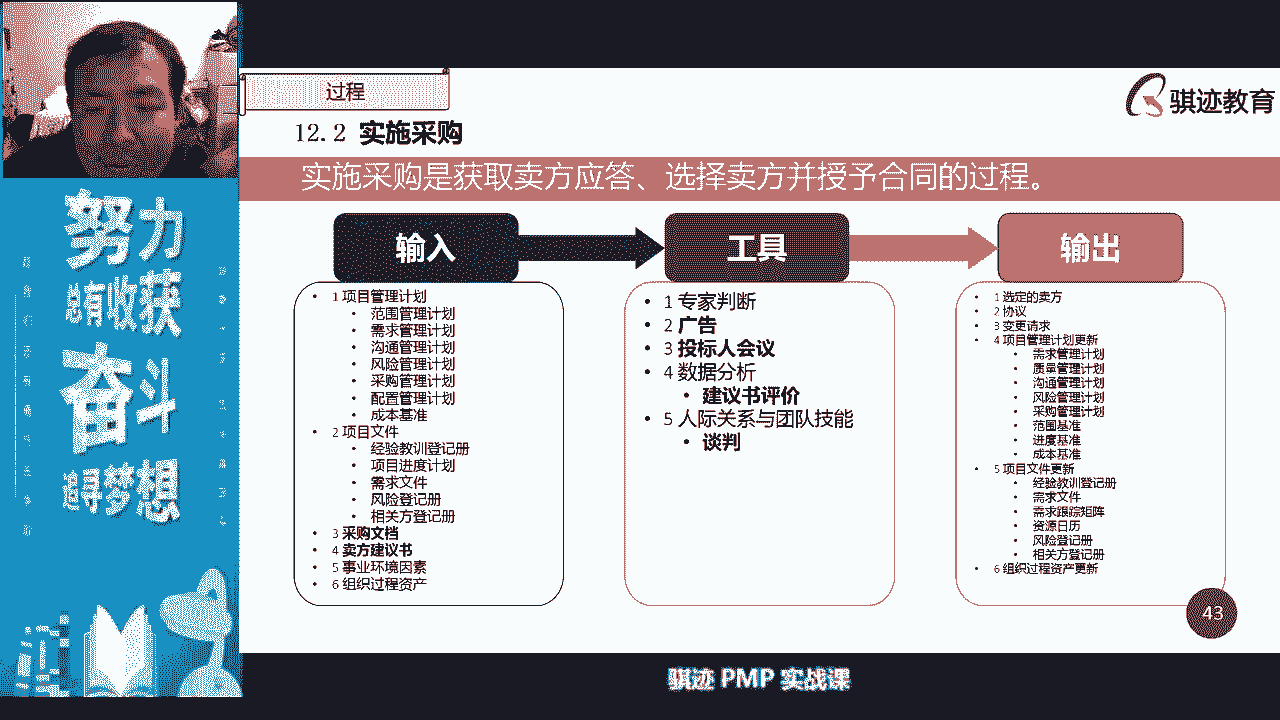 过程
骐迹教育
12.2 实施采购
实施采购是获取卖方应答、选择卖方并授予合同的过程。
输入
工具
输出
• 1 项目管理计划
• 范围管理计划
• 需求管理计划
• 沟通管理计划
• 风险管理计划
• 采购管理计划
• 配置管理计划
• 成本基准
• 2 项目文件
• 经验教训登记册
• 项目进度计划
• 需求文件
• 风险登记册
• 相关方登记册
• 3 采购文档
• 4 卖方建议书
• 5 事业环境因素
• 6 组织过程资产
• 1 专家判断
• 2 广告
• 3 投标人会议
• 4 数据分析
• 建议书评价
• 5 人际关系与团队技能
• 谈判
• 1 选定的卖方
• 2 协议
• 3 变更请求
• 4 项目管理计划更新
• 需求管理计划
• 质量管理计划
• 沟通管理计划
• 风险管理计划
• 采购管理计划
• 范围基准
• 进度基准
• 成本基准
• 5 项目文件更新
• 经验教训登记册
• 需求文件
• 需求跟踪矩阵
• 资源日历
• 风险登记册
• 相关方登记册
• 6 组织过程资产更新
43
努力
总有收获
奋斗
追寻梦想
骐迹 PMP 实战课